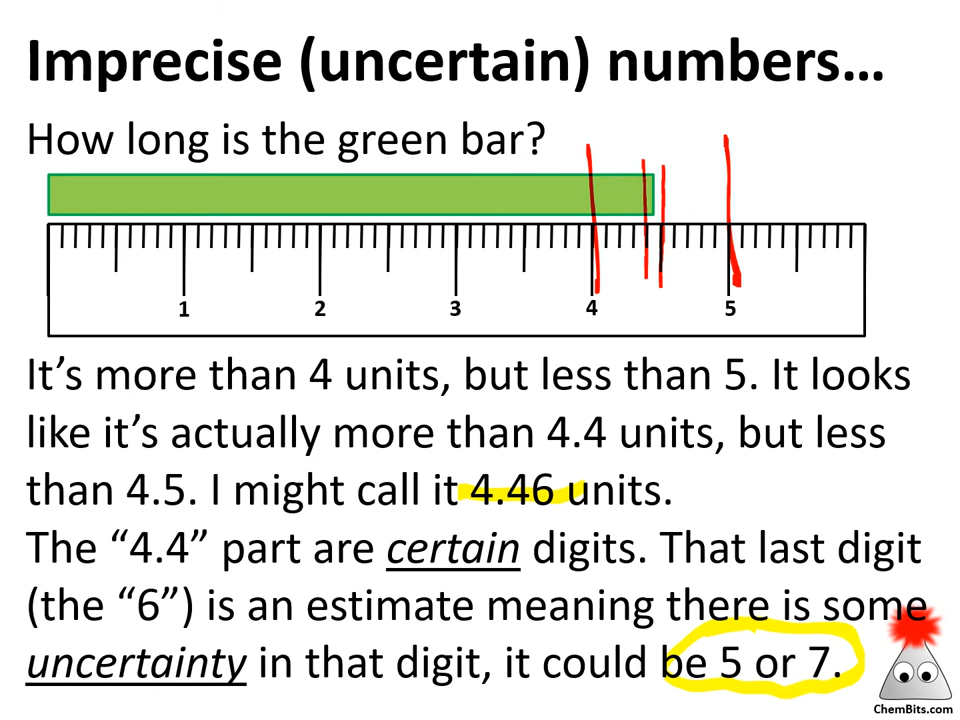 Imprecise (uncertain) numbers…
How long is the green bar?
1 2 3 4 5
It’s more than 4 units, but less than 5. It looks
like it’s actually more than 4.4 units, but less
than 4.5. I might call it 4.46 units.
The “4.4” part are certain digits. That last digit
(the “6”) is an estimate meaning there is some
uncertainty in that digit, it could be 5 or 7.
ChemBits.com